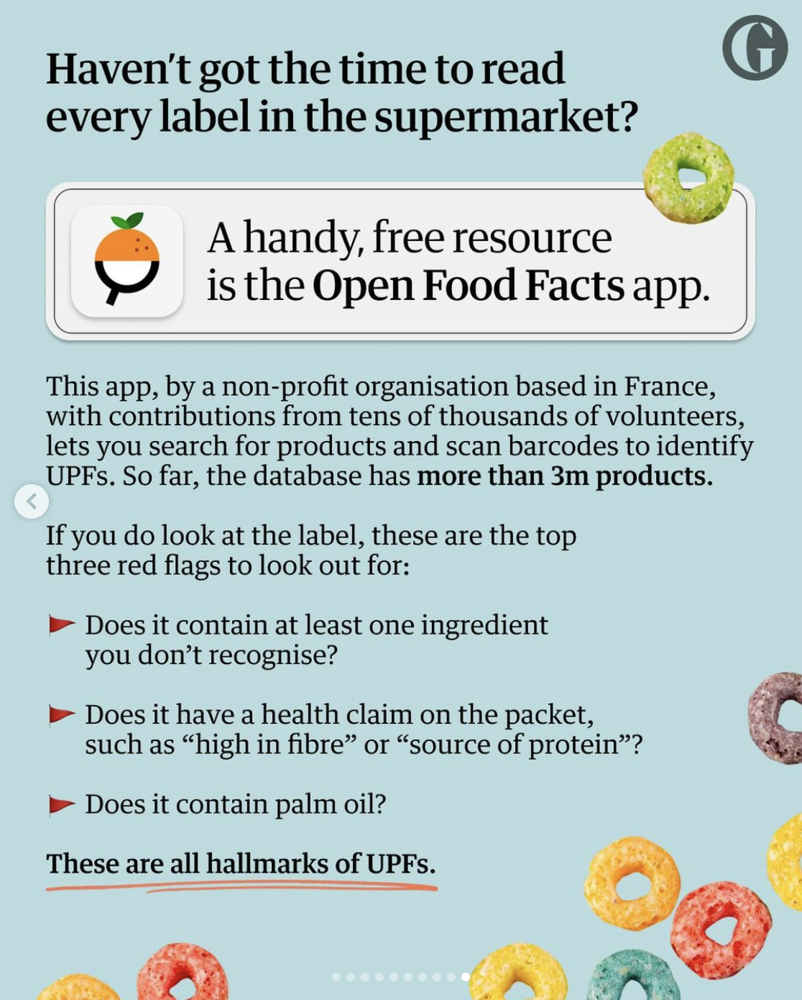 Haven't got the time to read
every label in the supermarket?
A handy, free resource
is the Open Food Facts app.
This app, by a non-profit organisation based in France,
with contributions from tens of thousands of volunteers,
lets you search for products and scan barcodes to identify
UPFs. So far, the database has more than 3m products.
If you do look at the label, these are the top
three red flags to look out for:
Does it contain at least one ingredient
you don't recognise?
Does it have a health claim on the packet,
such as “high in fibre” or “source of protein”?
Does it contain palm oil?
These are all hallmarks of UPFs.